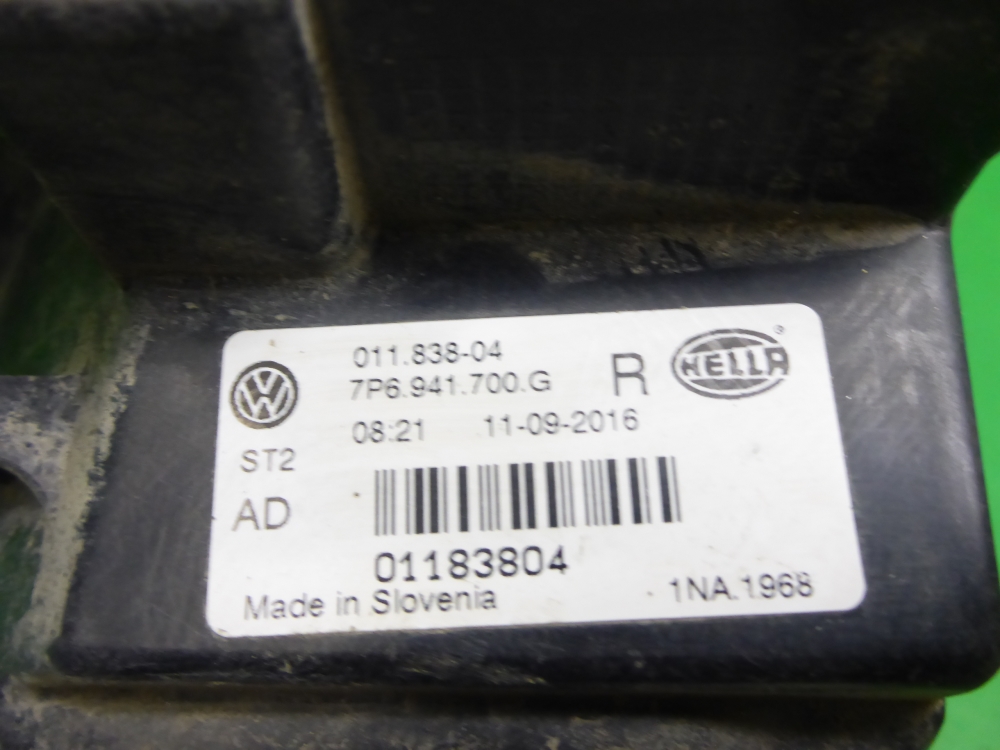 011.838-04
7P6.941.700.G
R
HELLA
®
VW
08:21 11-09-2016
ST2
AD
01183804
Made in Slovenia
1NA.1968